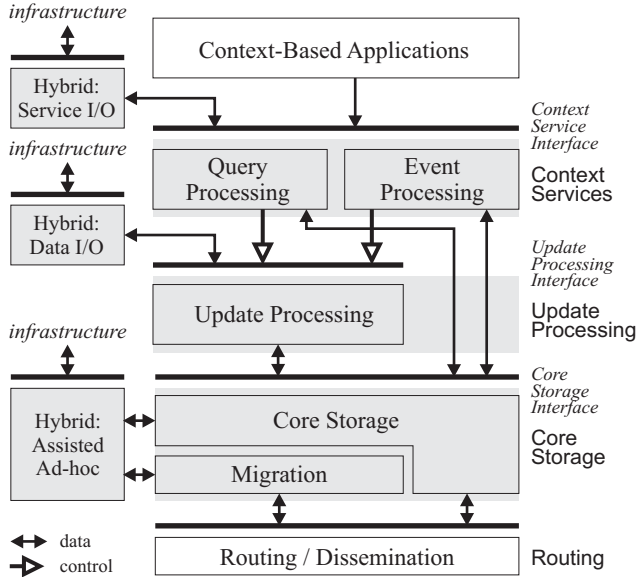 infrastructure
Context-Based Applications
Hybrid:
Service I/O
Context
Service
Interface
infrastructure
Query
Processing
Event
Processing
Context
Services
Hybrid:
Data I/O
Update
Processing
Interface
Update Processing
Update
Processing
infrastructure
Core
Storage
Interface
Hybrid:
Assisted
Ad-hoc
Core Storage
Core
Storage
Migration
data
control
Routing / Dissemination
Routing